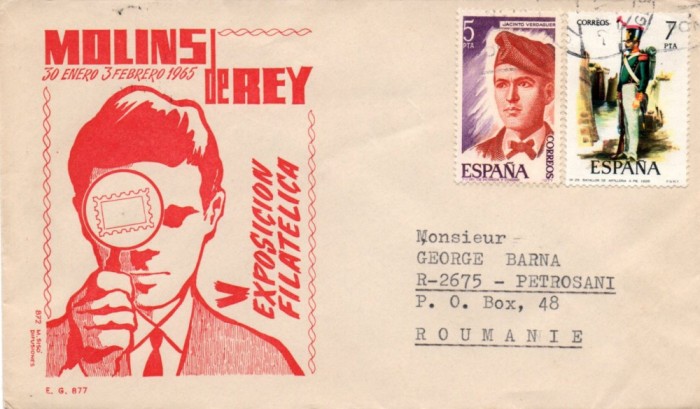 MOLINS
de REY
30 ENERO 3 FEBRERO 1965
V EXPOSICION
FILATELICA
E. G. 877
5
PTA
JACINTO VERDAGUER
CORREOS
ESPAÑA
CORREOS
7
PTA
ESPAÑA
Monsieur
GEORGE BARNA
R-2675 - PETROSANI
P. O. Box, 48
ROUMANIE